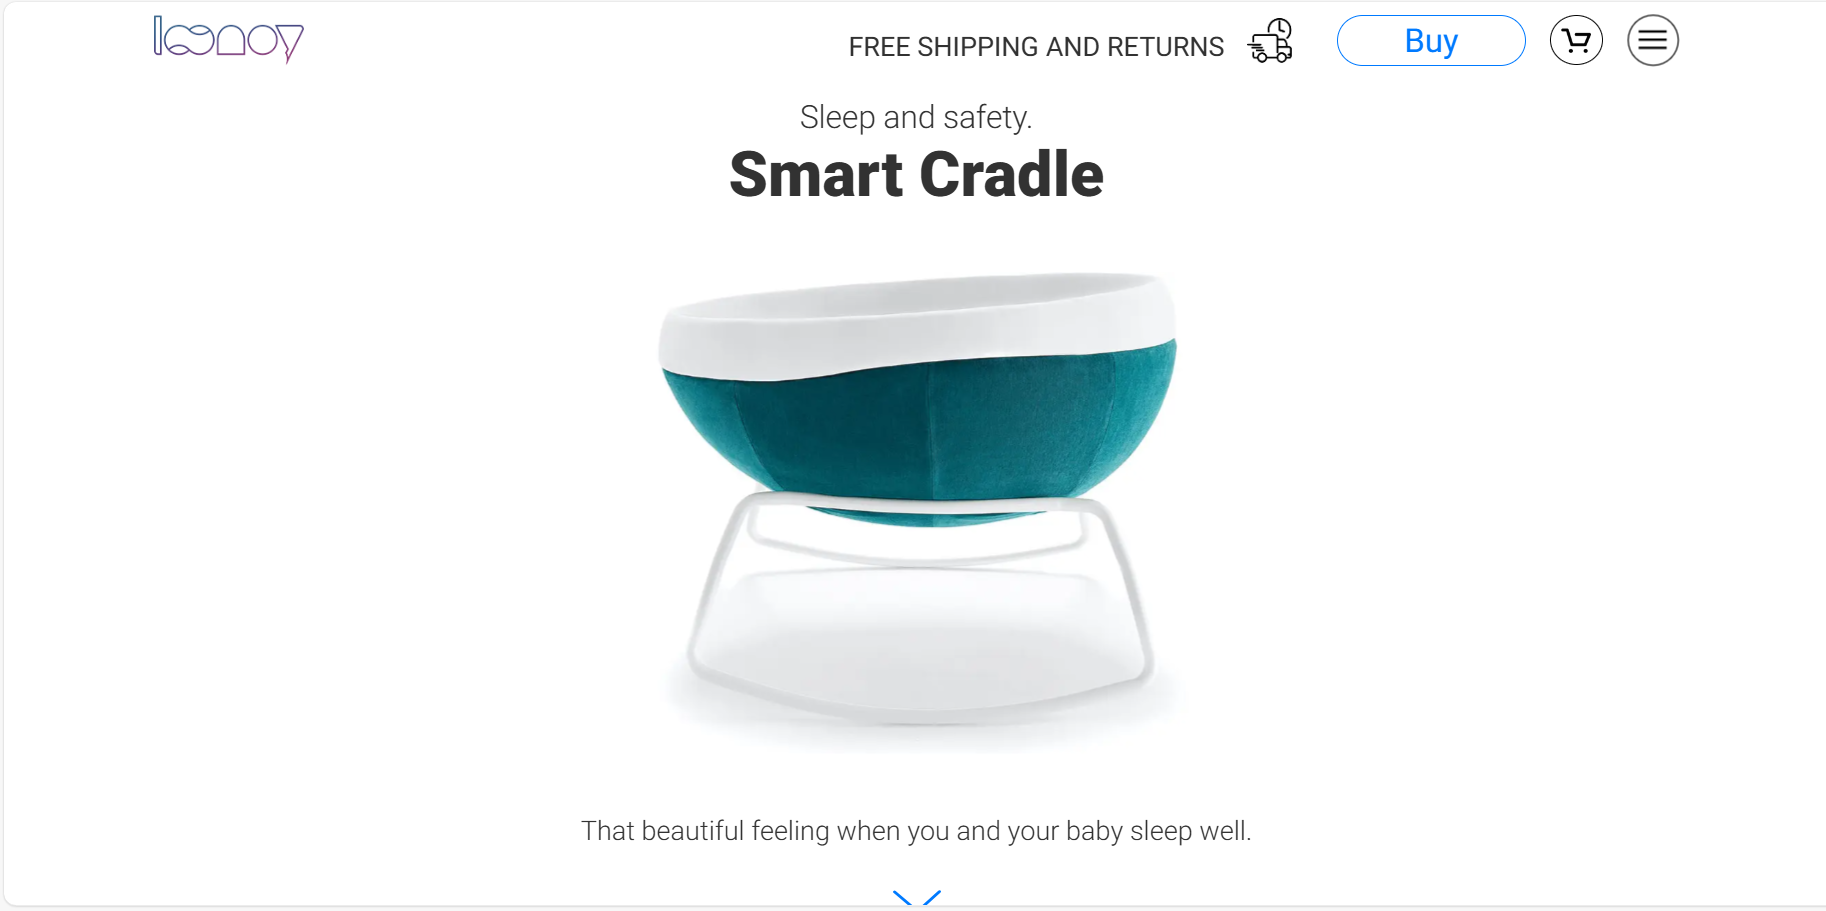 loonoy
FREE SHIPPING AND RETURNS
Buy
Sleep and safety.
Smart Cradle
That beautiful feeling when you and your baby sleep well.